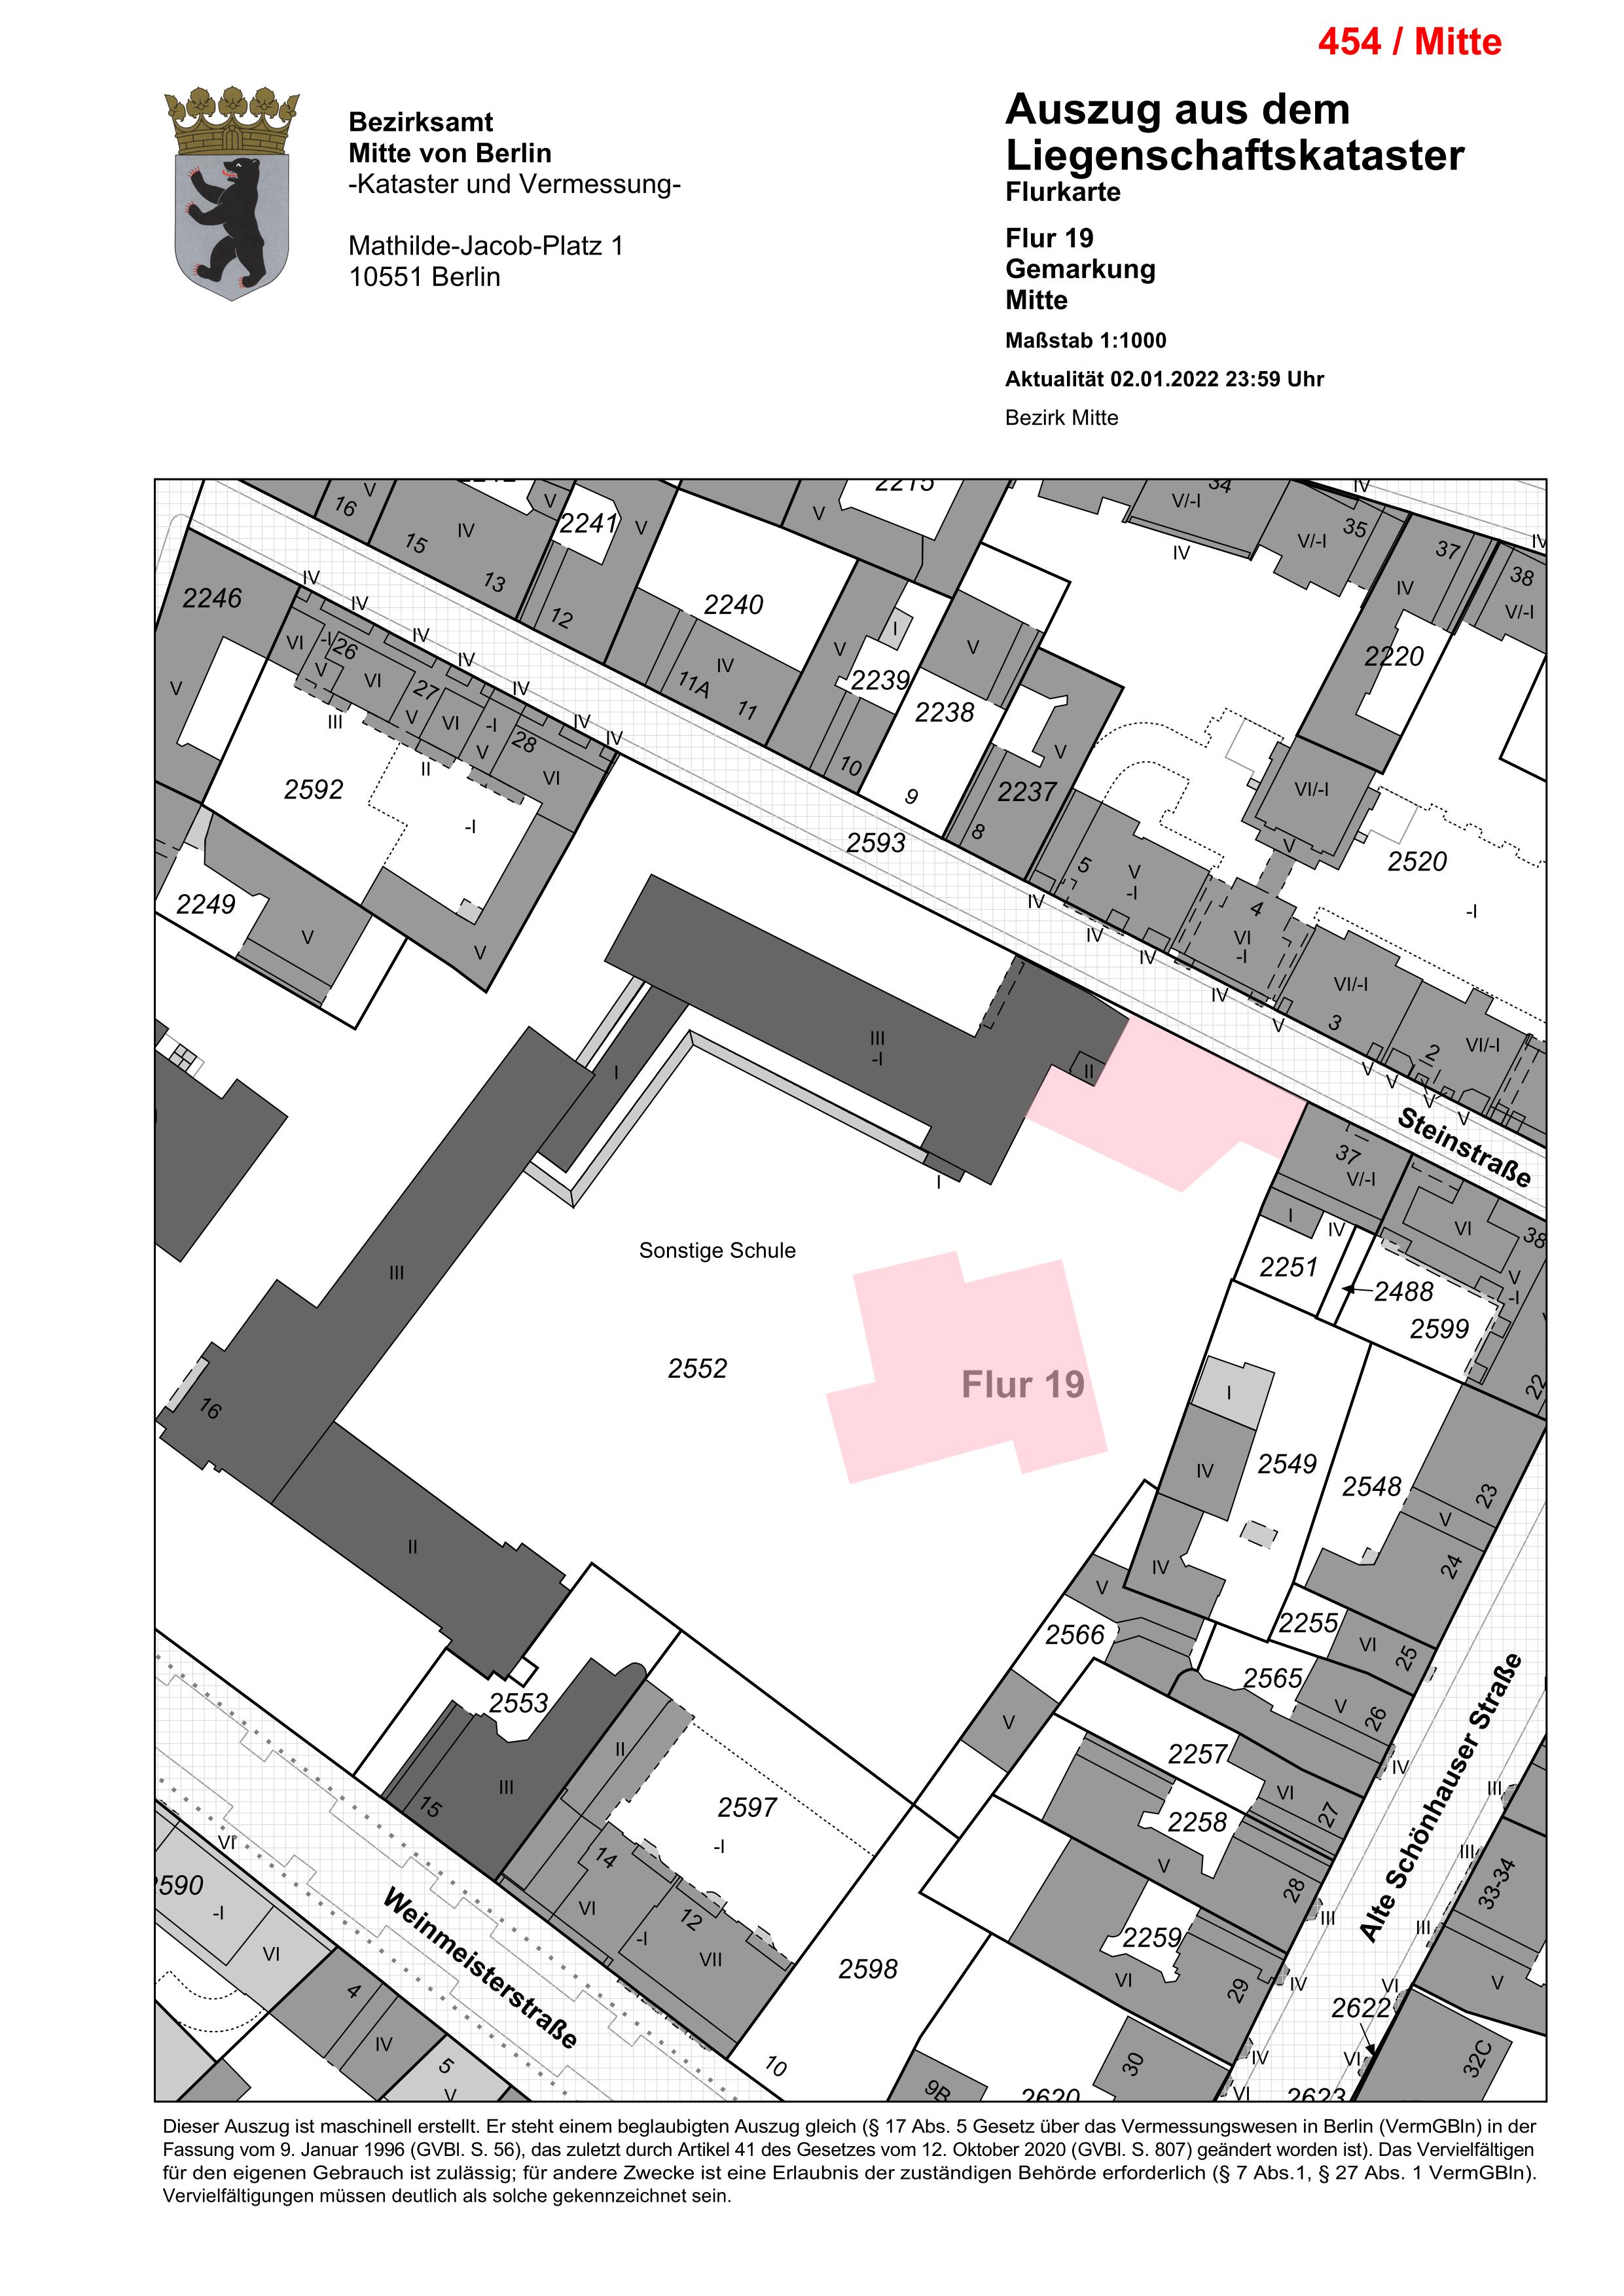 454 / Mitte
Bezirksamt
Mitte von Berlin
-Kataster und Vermessung-
Mathilde-Jacob-Platz 1
10551 Berlin
Auszug aus dem
Liegenschaftskataster
Flurkarte
Flur 19
Gemarkung
Mitte
Maßstab 1:1000
Aktualität 02.01.2022 23:59 Uhr
Bezirk Mitte
16
V
IV
15
13
V
2241
V
12
2240
IV
11A
11
V
2215
V
I
2239
10
V
2238
9
V/-I
34
IV
V/-I
35
IV
37
IV
38
V/-I
IV
2220
2246
V
IV
IV
IV
IV
IV
IV
IV
VI
-I
26
V
VI
27
V
VI
-I
V
28
VI
III
II
2592
-I
V
2249
V
2593
8
2237
V
5
V
-I
4
VI
-I
VI/-I
V
2520
-I
VI/-I
3
2
VI/-I
IV
IV
IV
IV
V
V
V
V
V
Steinstraße
III
-I
II
I
I
III
16
II
Sonstige Schule
2552
Flur 19
37
V/-I
I
IV
2251
2488
2599
VI
38
V
-I
22
I
IV
2549
2548
IV
23
V
24
2255
VI
25
V
2566
2565
V
26
V
2257
VI
27
IV
2258
V
28
III
2259
VI
29
IV
Alte Schönhauser Straße
III
III
III
33-34
V
VI
2622
VI
32C
IV
VI
2623
30
2620
9B
2598
10
2553
15
III
II
2597
-I
14
VI
12
-I
VII
Weinmeisterstraße
VI
2590
-I
VI
4
IV
5
V
Dieser Auszug ist maschinell erstellt. Er steht einem beglaubigten Auszug gleich (§ 17 Abs. 5 Gesetz über das Vermessungswesen in Berlin (VermGBln) in der
Fassung vom 9. Januar 1996 (GVBl. S. 56), das zuletzt durch Artikel 41 des Gesetzes vom 12. Oktober 2020 (GVBl. S. 807) geändert worden ist). Das Vervielfältigen
für den eigenen Gebrauch ist zulässig; für andere Zwecke ist eine Erlaubnis der zuständigen Behörde erforderlich (§ 7 Abs.1, § 27 Abs. 1 VermGBln).
Vervielfältigungen müssen deutlich als solche gekennzeichnet sein.